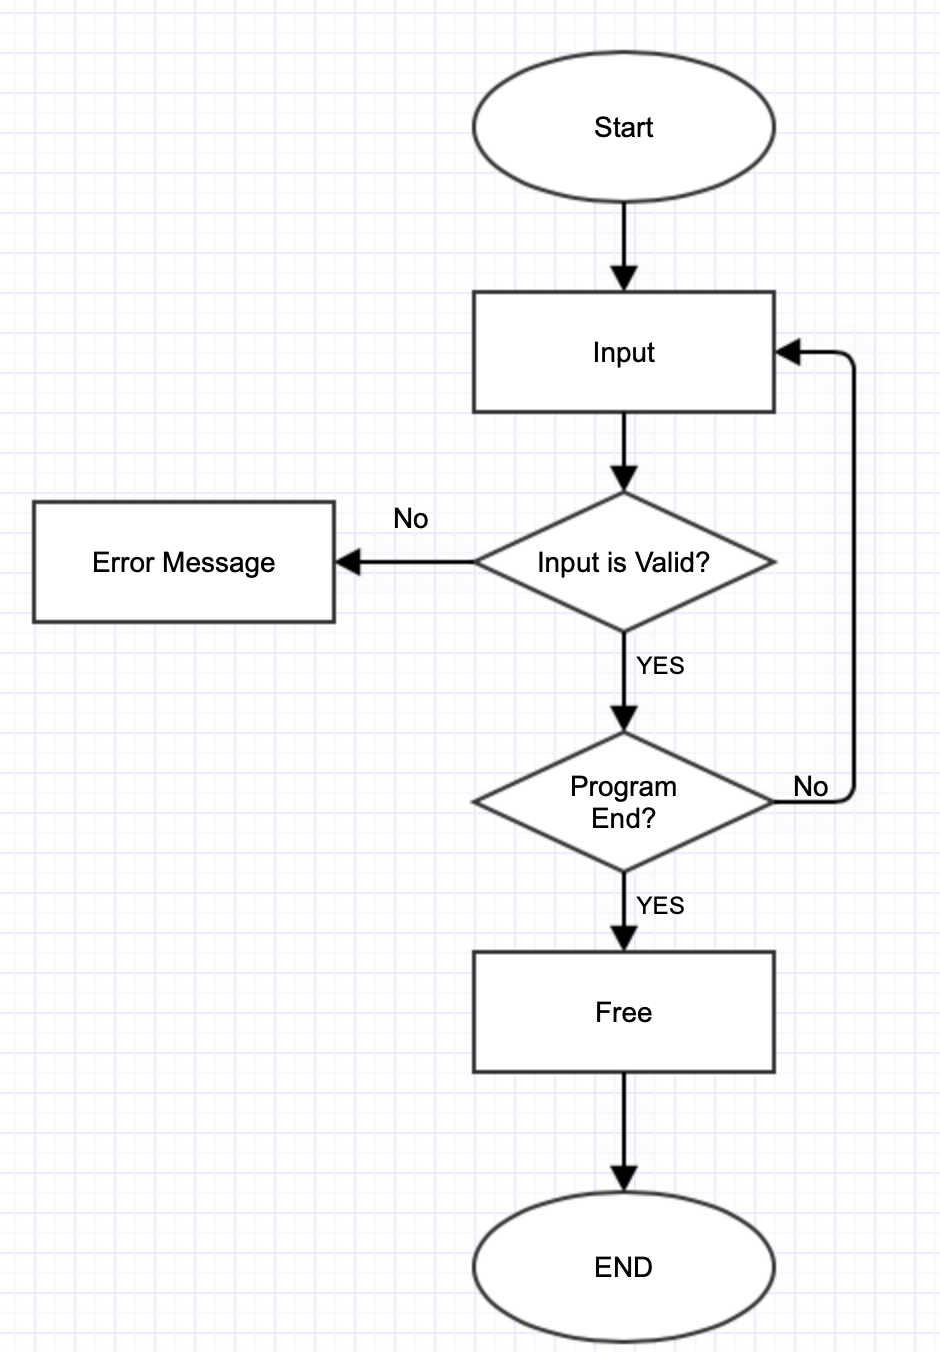 Start
Input
No
Error Message
Input is Valid?
YES
Program
End?
No
YES
Free
END